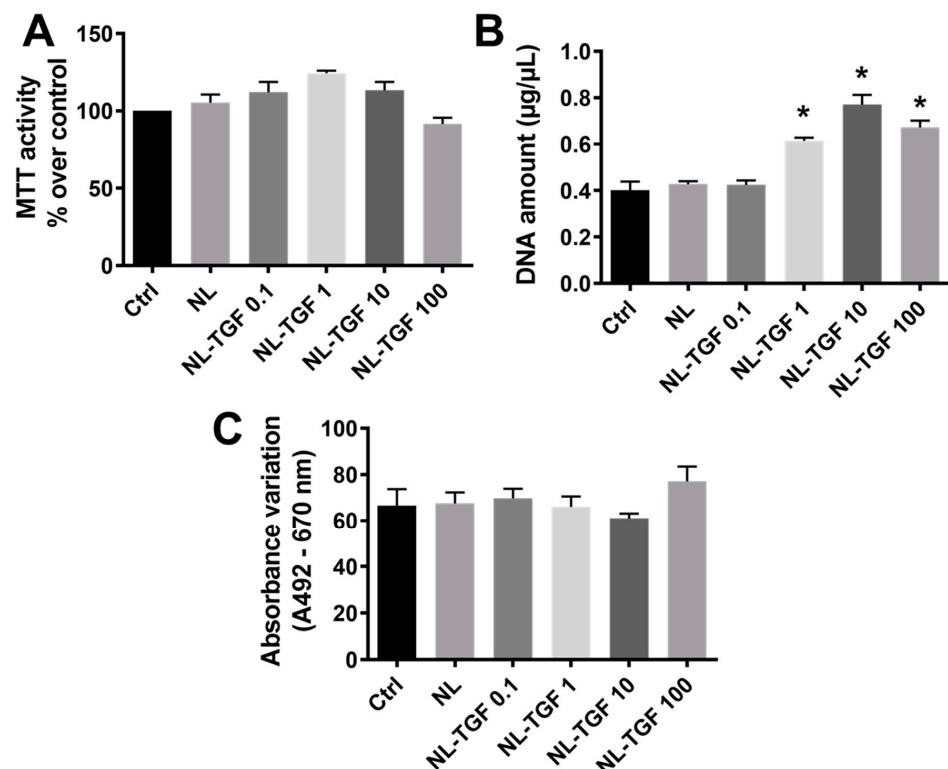 A
MTT activity
% over control
150
100
50
0
Ctrl
NL
NL-TGF 0.1
NL-TGF 1
NL-TGF 10
NL-TGF 100
B
DNA amount (µg/µL)
1.0
0.8
0.6
0.4
0.2
0.0
*
*
*
Ctrl
NL
NL-TGF 0.1
NL-TGF 1
NL-TGF 10
NL-TGF 100
C
Absorbance variation
(A492 - 670 nm)
100
80
60
40
20
0
Ctrl
NL
NL-TGF 0.1
NL-TGF 1
NL-TGF 10
NL-TGF 100